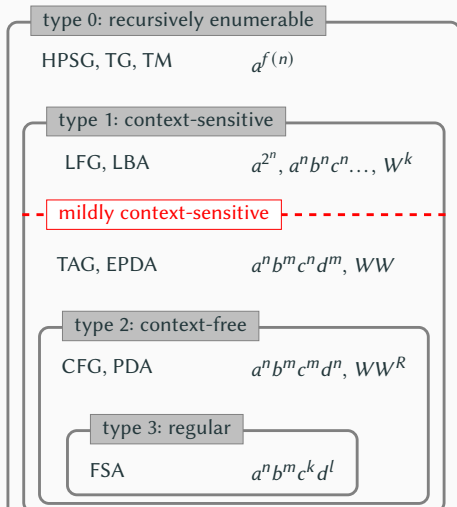 type 0: recursively enumerable
HPSG, TG, TM a^{f(n)}
type 1: context-sensitive
LFG, LBA a^{2^n}, a^n b^n c^n ..., W^k
mildly context-sensitive
TAG, EPDA a^n b^m c^n d^m, WW
type 2: context-free
CFG, PDA a^n b^m c^m d^n, WW^R
type 3: regular
FSA a^n b^m c^k d^l